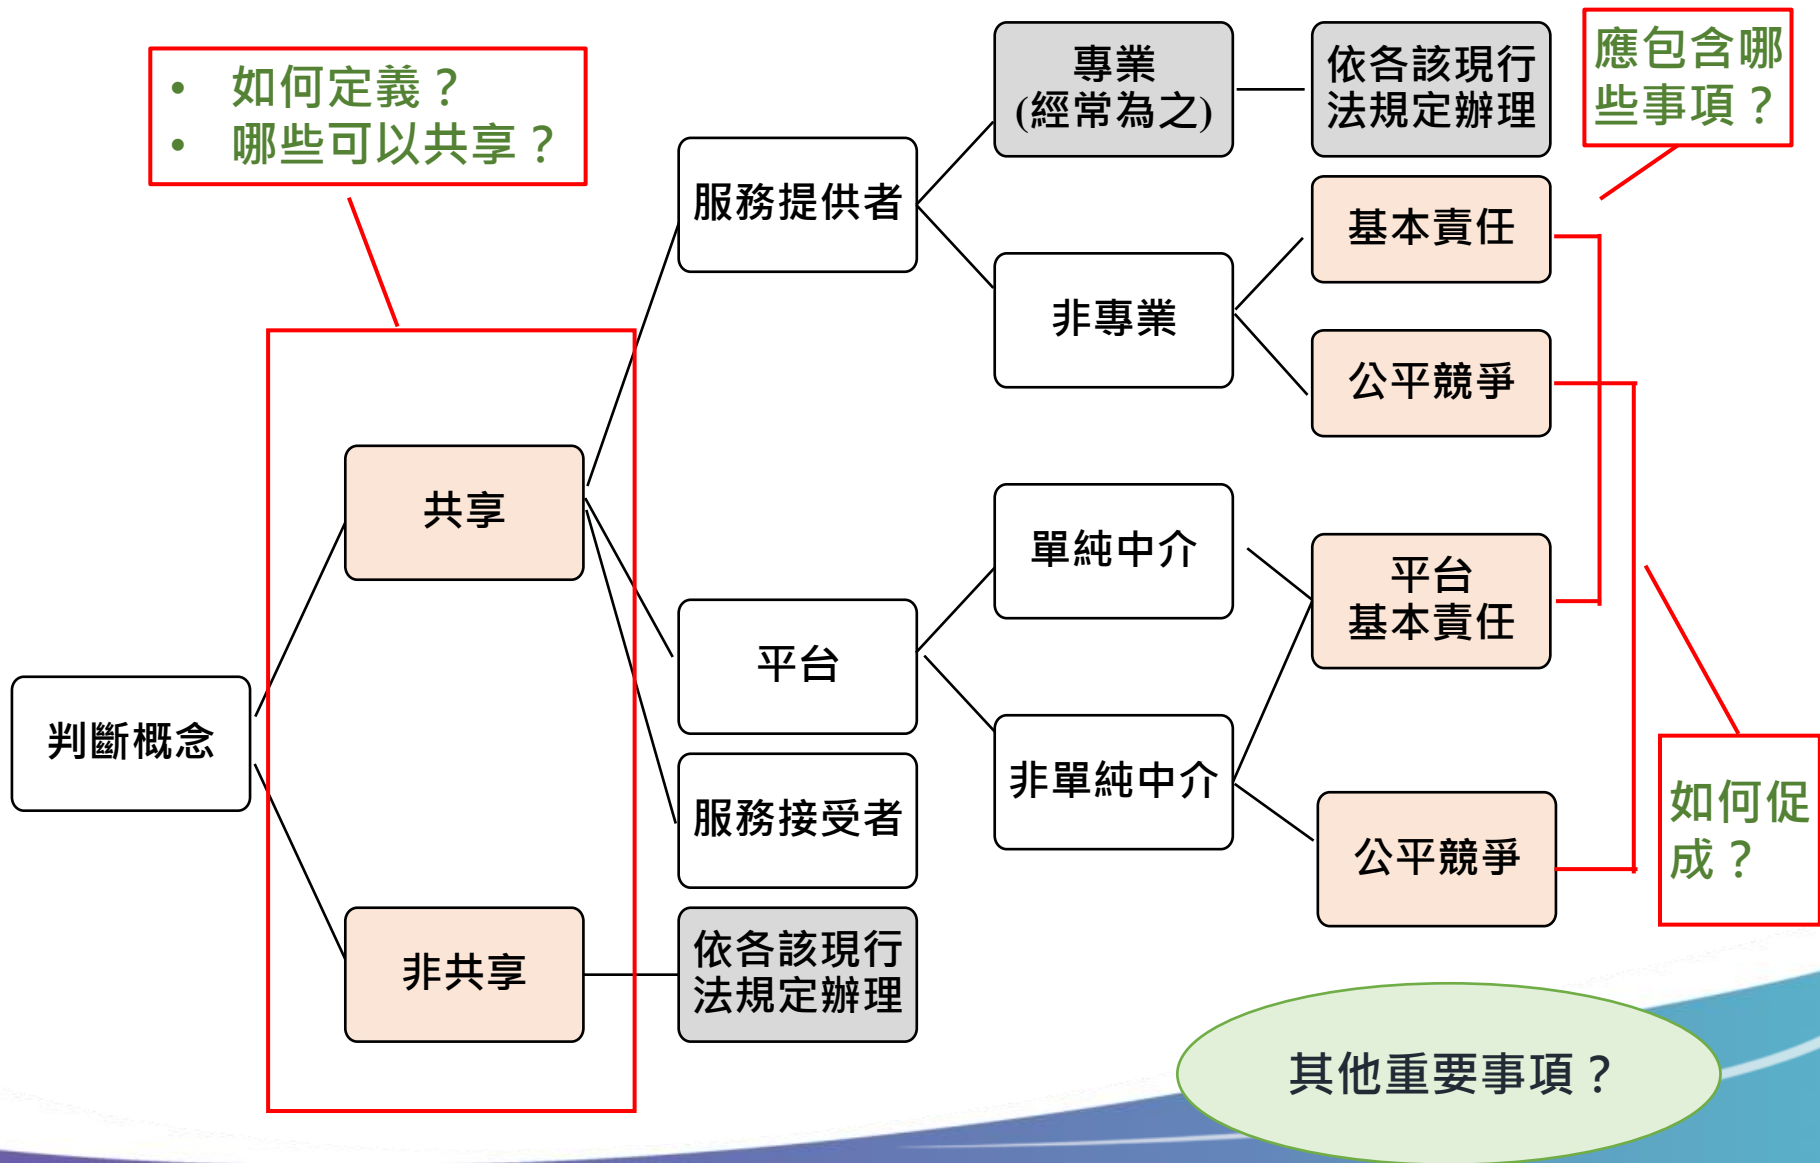 • 如何定義？
• 哪些可以共享？
專業
(經常為之)
依各該現行
法規定辦理
應包含哪
些事項？
服務提供者
非專業
基本責任
公平競爭
共享
單純中介
平台
基本責任
平台
判斷概念
非單純中介
服務接受者
公平競爭
如何促
成？
非共享
依各該現行
法規定辦理
其他重要事項？